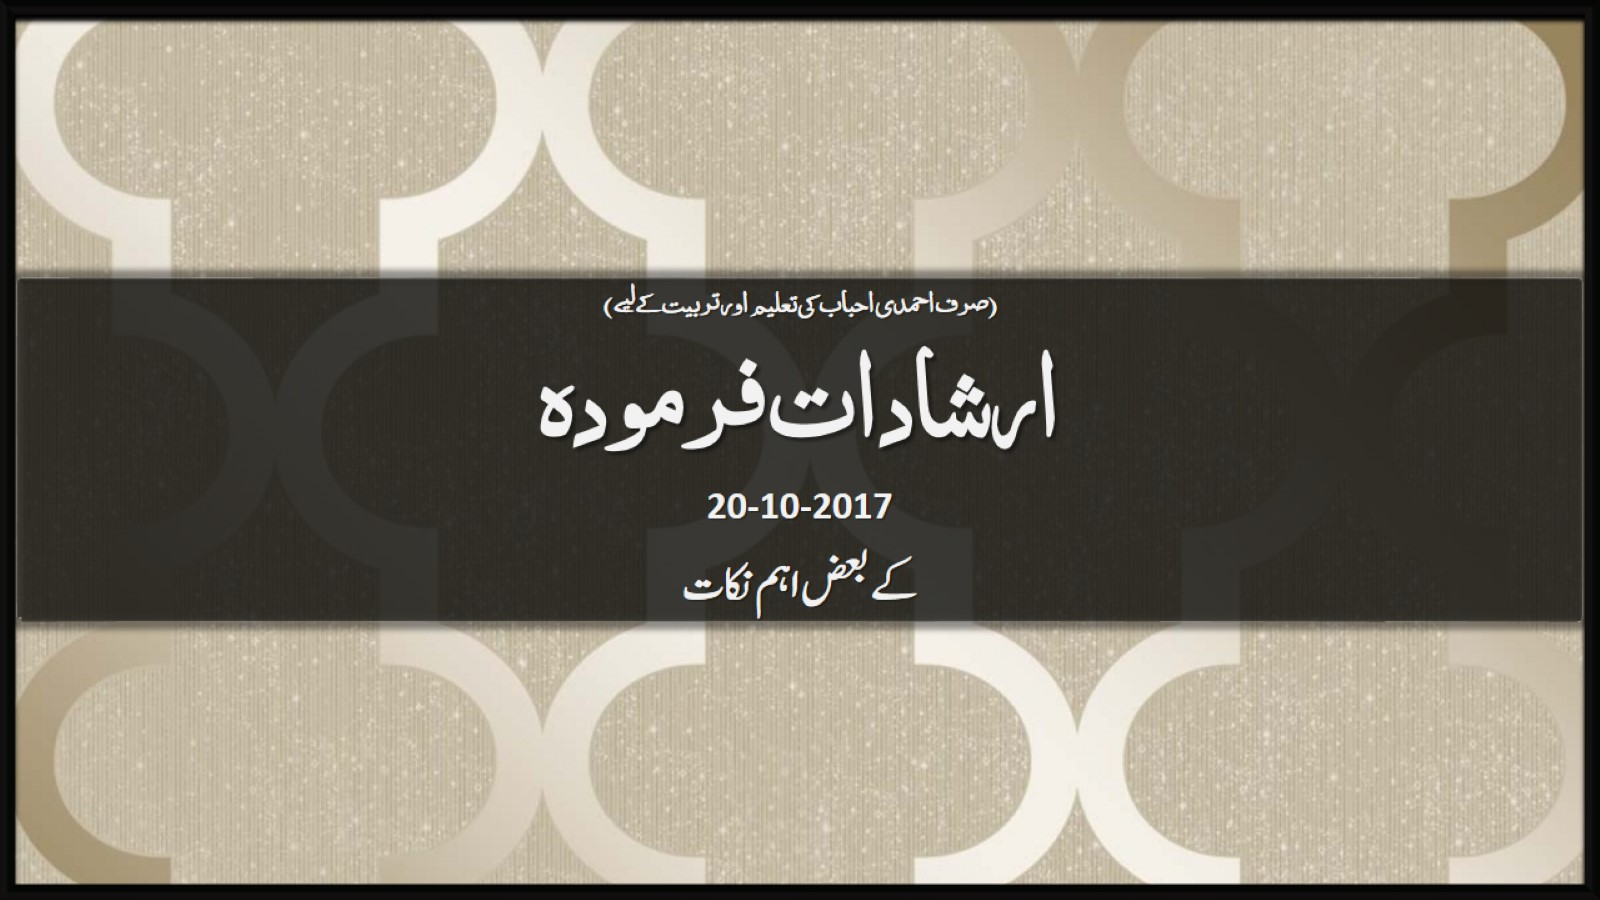 (صرف احمدی احباب کی تعلیم اور تربیت کے لیے)
ارشادات فرمودہ
20-10-2017
کے بعض اہم نکات